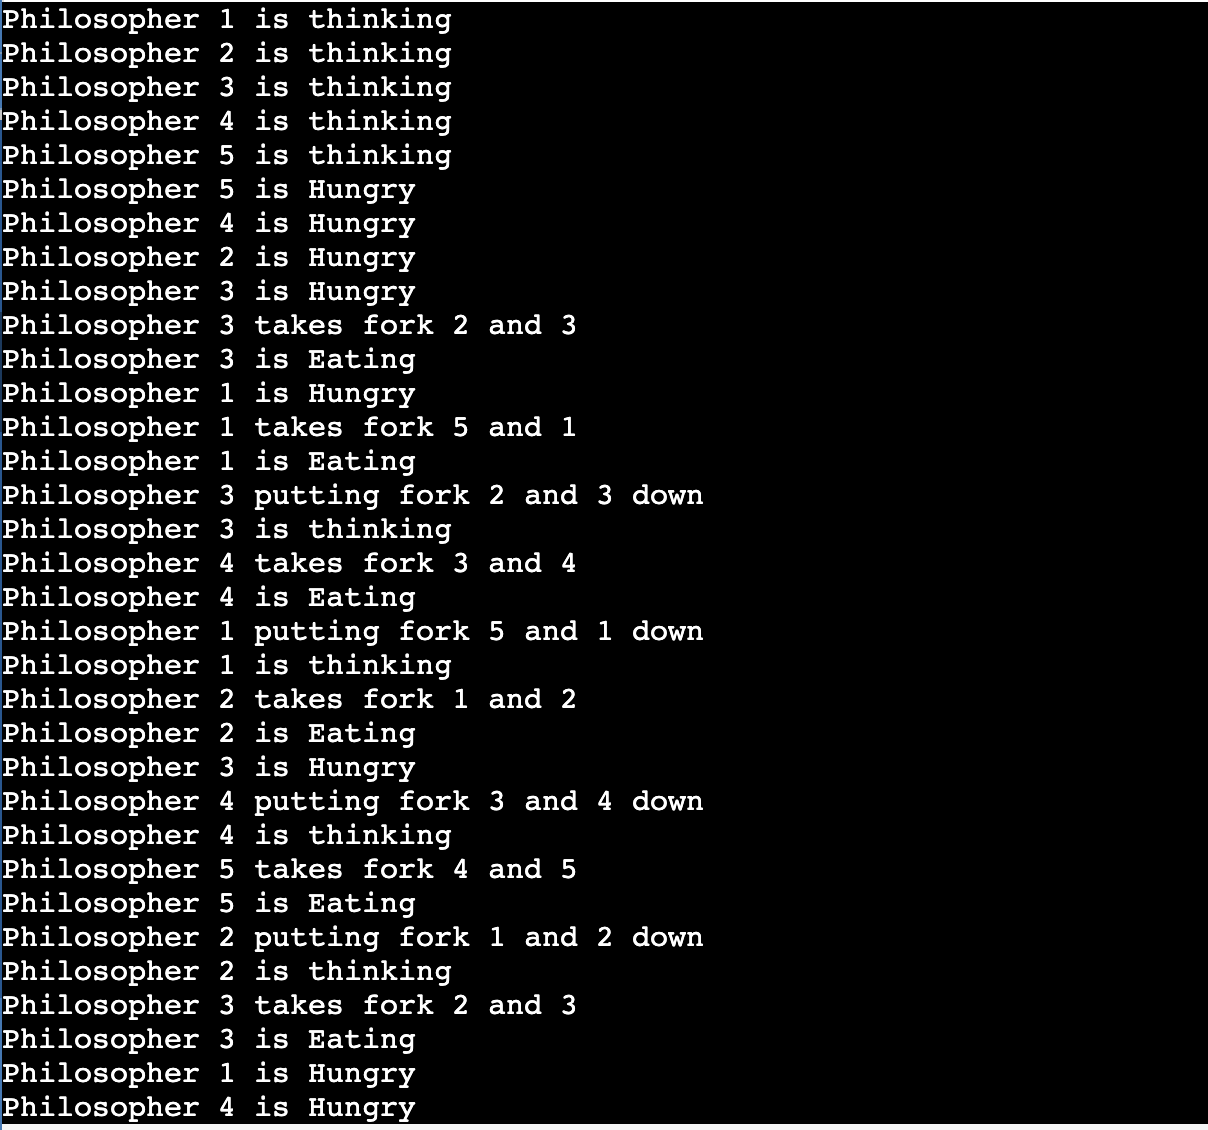 Philosopher 1 is thinking
Philosopher 2 is thinking
Philosopher 3 is thinking
Philosopher 4 is thinking
Philosopher 5 is thinking
Philosopher 5 is Hungry
Philosopher 4 is Hungry
Philosopher 2 is Hungry
Philosopher 3 is Hungry
Philosopher 3 takes fork 2 and 3
Philosopher 3 is Eating
Philosopher 1 is Hungry
Philosopher 1 takes fork 5 and 1
Philosopher 1 is Eating
Philosopher 3 putting fork 2 and 3 down
Philosopher 3 is thinking
Philosopher 4 takes fork 3 and 4
Philosopher 4 is Eating
Philosopher 1 putting fork 5 and 1 down
Philosopher 1 is thinking
Philosopher 2 takes fork 1 and 2
Philosopher 2 is Eating
Philosopher 3 is Hungry
Philosopher 4 putting fork 3 and 4 down
Philosopher 4 is thinking
Philosopher 5 takes fork 4 and 5
Philosopher 5 is Eating
Philosopher 2 putting fork 1 and 2 down
Philosopher 2 is thinking
Philosopher 3 takes fork 2 and 3
Philosopher 3 is Eating
Philosopher 1 is Hungry
Philosopher 4 is Hungry